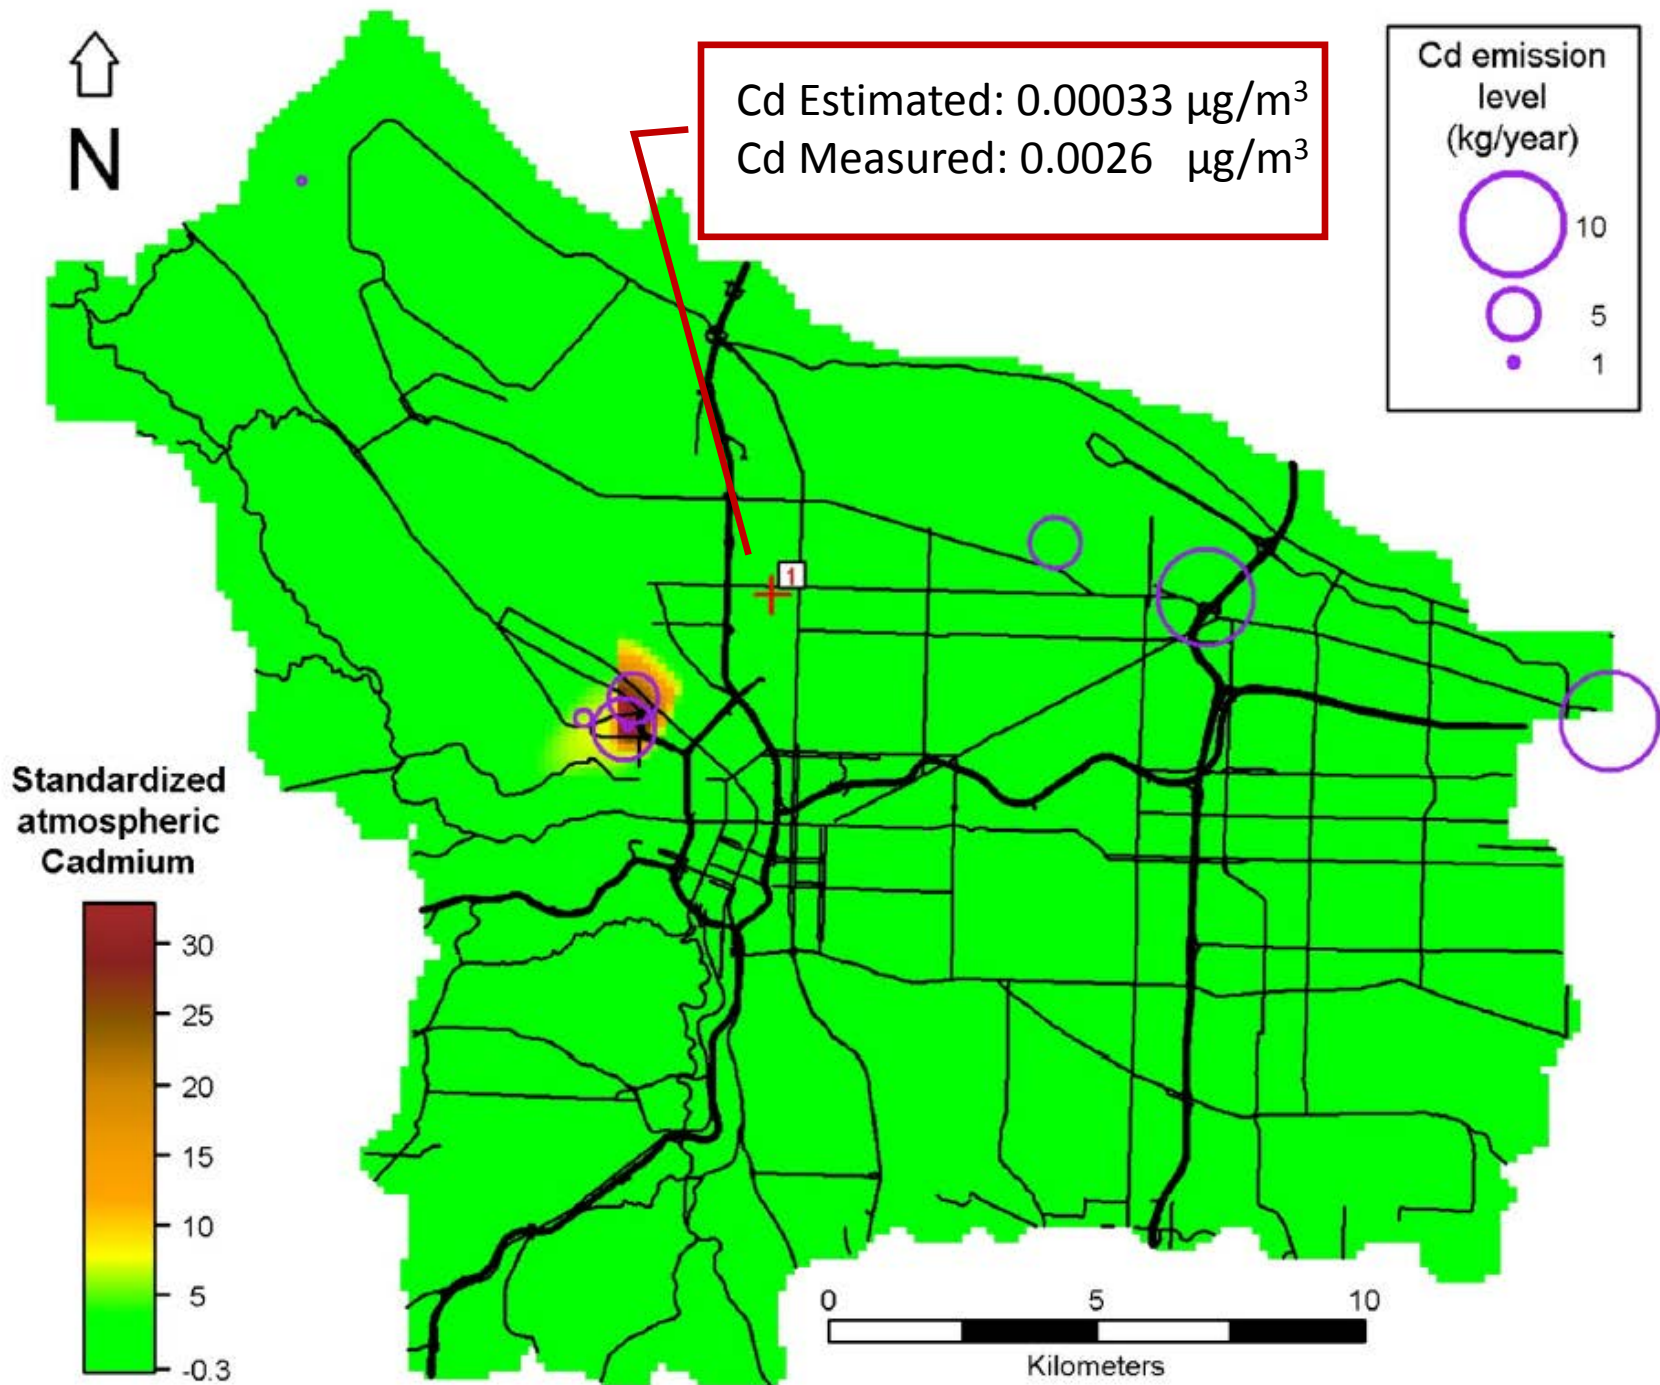 N
Cd Estimated: 0.00033 µg/m³
Cd Measured: 0.0026 µg/m³
Cd emission
level
(kg/year)
10
5
1
1
Standardized
atmospheric
Cadmium
30
25
20
15
10
5
-0.3
0 5 10
Kilometers